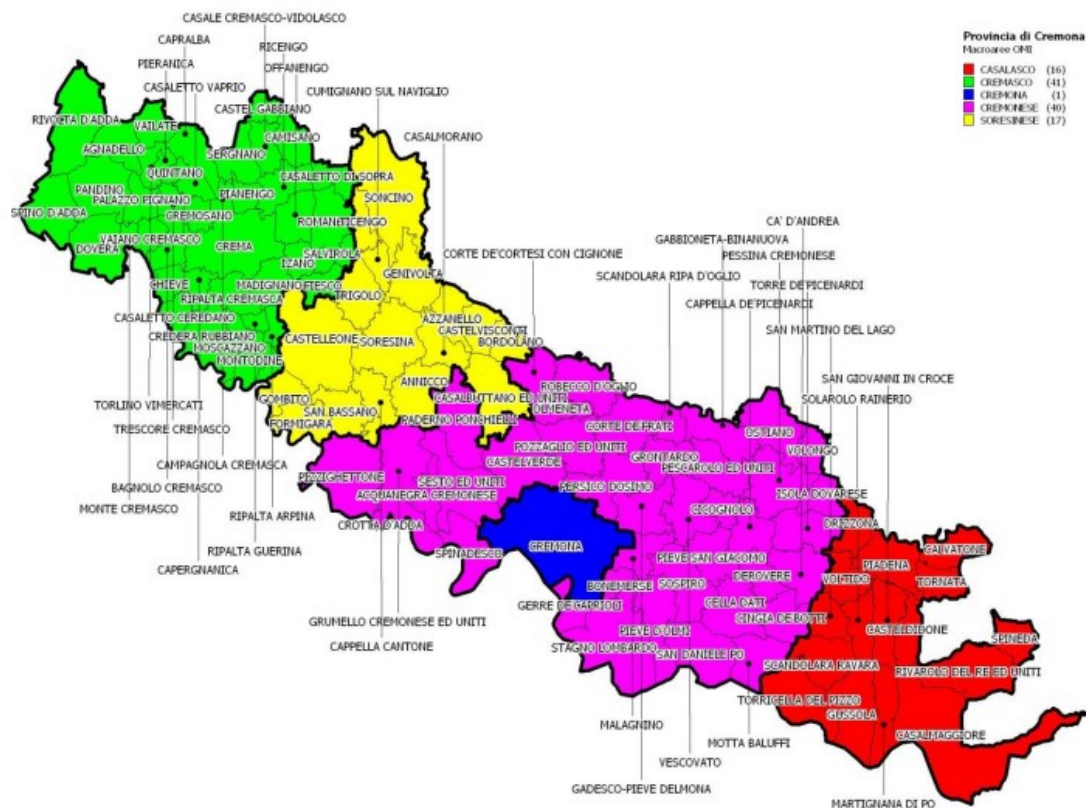 CASALE CREMASCO-VIDOLASCO
CAPRALBA
RICENGO
PIERANICA
OFFANENGO
CASALETTO VAPRIO
CUMIGNANO SUL NAVIGLIO
CASTEL GABBIANO
CASALMORANO
RIVOLTA D'ADDA
VAILATE
CAMISANO
AGNADELLO
SERGNANO
QUINTANO
CASALETTO DI SOPRA
PANDINO
PALAZZO PIGNANO
PIANENGO
SONCINO
SPINO D'ADDA
CREMOSANO
ROMANENGO
TICENGO
VAIANO CREMASCO
CREMA
DOVERA
SALVIROLA
IZANO
GENIVOLTA
CORTE DE'CORTESI CON CIGNONE
CHIEVE
MADIGNANO
FIESCO
RIPALTA CREMASCA
TRIGOLO
CASALETTO CEREDANO
AZZANELLO
CREDERA RUBBIANO
CASTELVISCONTI
MOSCAZZANO
CASTELLEONE
SORESINA
BORDOLANO
MONTODINE
ANNICCO
ROBECCO D'OGLIO
GOMBITO
CASALBUTTANO ED UNITI
SAN BASSANO
OLMENETA
FORMIGARA
PADERNO PONCHIELLI
TORLINO VIMERCATI
TRESCORE CREMASCO
CAMPAGNOLA CREMASCA
BAGNOLO CREMASCO
MONTE CREMASCO
RIPALTA ARPINA
RIPALTA GUERINA
CAPERGNANICA
Provincia di Cremona
Macroaree OMI
CASALASCO (16)
CREMASCO (41)
CREMONA (1)
CREMONESE (40)
SORESINESE (17)
CA' D'ANDREA
GABBIONETA-BINANUOVA
PESSINA CREMONESE
SCANDOLARA RIPA D'OGLIO
TORRE DE'PICENARDI
CAPPELLA DE'PICENARDI
SAN MARTINO DEL LAGO
SAN GIOVANNI IN CROCE
SOLAROLO RAINERIO
CORTE DE'FRATI
OSTIANO
POZZAGLIO ED UNITI
GRONTARDO
VOLONGO
CASTELVERDE
PESCAROLO ED UNITI
PIZZIGHETTONE
SESTO ED UNITI
PERSICO DOSIMO
ISOLA DOVARESE
ACQUANEGRA CREMONESE
CICOGNOLO
CROTTA D'ADDA
DRIZZONA
CREMONA
CALVATONE
SPINADESCO
PIEVE SAN GIACOMO
PIADENA
BONEMERSE
SOSPIRO
DEROVERE
VOLTIDO
TORNATA
GERRE DE'CAPRIOLI
CELLA DATI
CINGIA DE'BOTTI
GRUMELLO CREMONESE ED UNITI
PIEVE D'OLMI
CASTELDIDONE
SPINEDA
CAPPELLA CANTONE
STAGNO LOMBARDO
SAN DANIELE PO
SCANDOLARA RAVARA
RIVAROLO DEL RE ED UNITI
TORRICELLA DEL PIZZO
GUSSOLA
MALAGNINO
MOTTA BALUFFI
CASALMAGGIORE
VESCOVATO
GADESCO-PIEVE DELMONA
MARTIGNANA DI PO